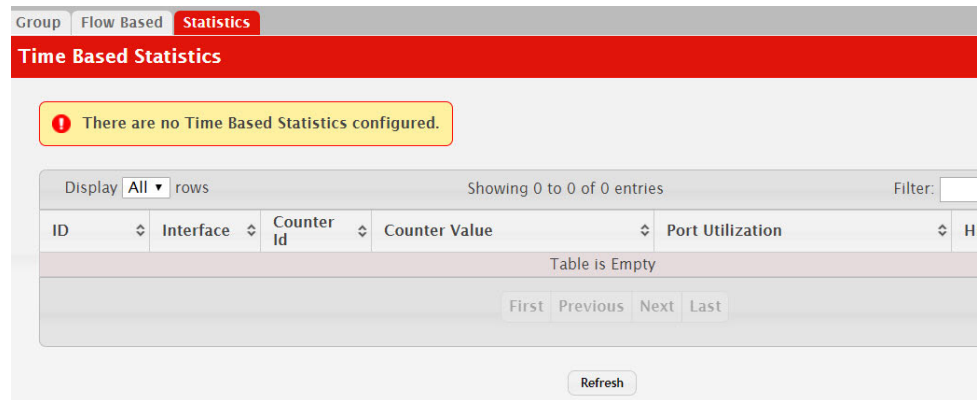 Group Flow Based Statistics
Time Based Statistics
There are no Time Based Statistics configured.
Display All rows Showing 0 to 0 of 0 entries Filter:
ID Interface Counter Id Counter Value Port Utilization H
Table is Empty
First Previous Next Last
Refresh